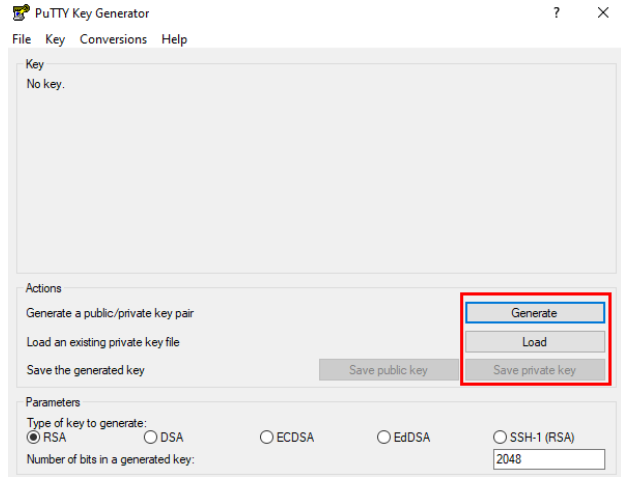 PuTTY Key Generator ? ×
File Key Conversions Help
Key
No key.
Actions
Generate a public/private key pair Generate
Load an existing private key file Load
Save the generated key Save public key Save private key
Parameters
Type of key to generate:
RSA DSA ECDSA EdDSA SSH-1 (RSA)
Number of bits in a generated key: 2048